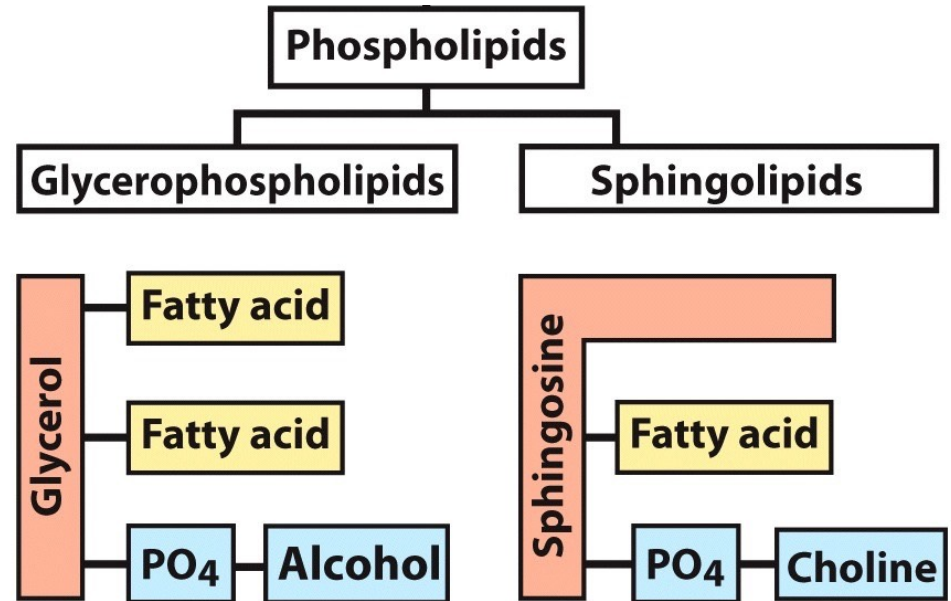 Phospholipids
Glycerophospholipids
Sphingolipids
Glycerol
Fatty acid
Fatty acid
PO4
Alcohol
Sphingosine
Fatty acid
PO4
Choline